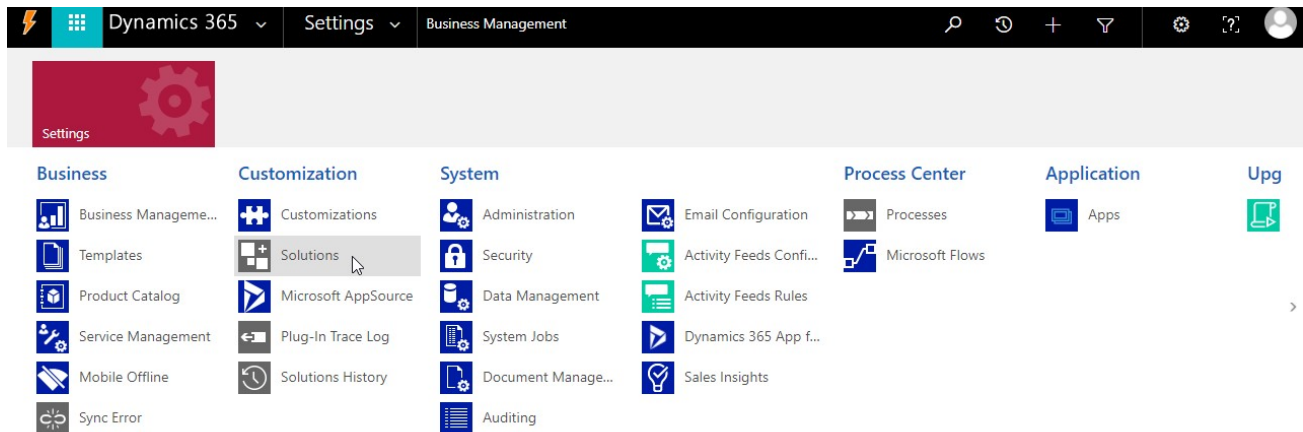 Dynamics 365 Settings Business Management
Settings
Business
Business Manageme...
Templates
Product Catalog
Service Management
Mobile Offline
Sync Error
Customization
Customizations
Solutions
Microsoft AppSource
Plug-In Trace Log
Solutions History
System
Administration
Security
Data Management
System Jobs
Document Manage...
Auditing
Email Configuration
Activity Feeds Confi...
Activity Feeds Rules
Dynamics 365 App f...
Sales Insights
Process Center
Processes
Microsoft Flows
Application
Apps
Upg